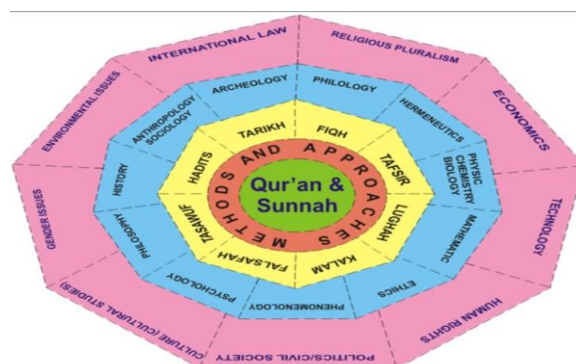 INTERNATIONAL LAW
RELIGIOUS PLURALISM
ECONOMICS
TECHNOLOGY
HUMAN RIGHTS
POLITICS/CIVIL SOCIETY
CULTURE (CULTURAL STUDIES)
GENDER ISSUES
ENVIRONMENTAL ISSUES
ARCHEOLOGY
PHILOLOGY
HERMENEUTICS
PHYSIC
CHEMISTRY
BIOLOGY
MATHEMATIC
ETHICS
PHENOMENOLOGY
PSYCHOLOGY
PHILOSOPHY
HISTORY
ANTHROPOLOGY
SOCIOLOGY
TARIKH
FIQH
TAFSIR
LUGHAH
KALAM
FALSAFAH
TASAWUF
HADITS
METHODS AND APPROACHES
Qur'an &
Sunnah